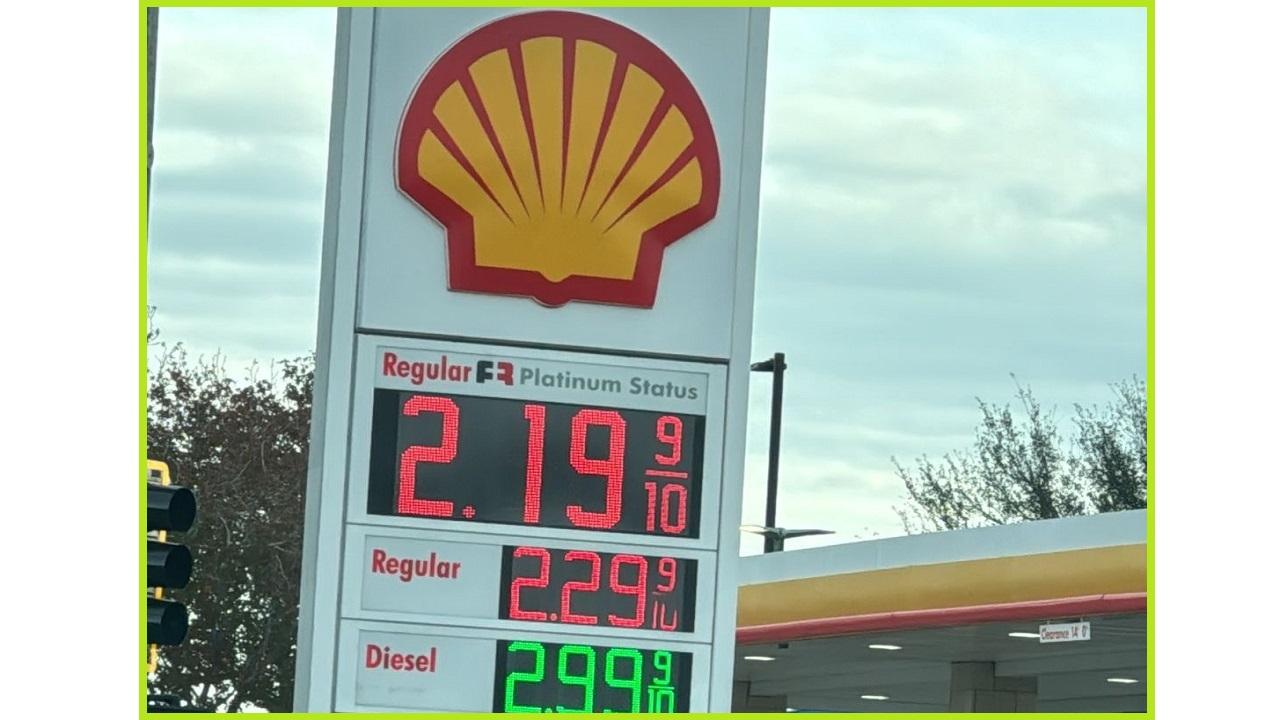 Regular FR Platinum Status
2.19 9/10
Regular 2.29 9/10
Diesel 2.99 9/10
Clearance 14' 0"